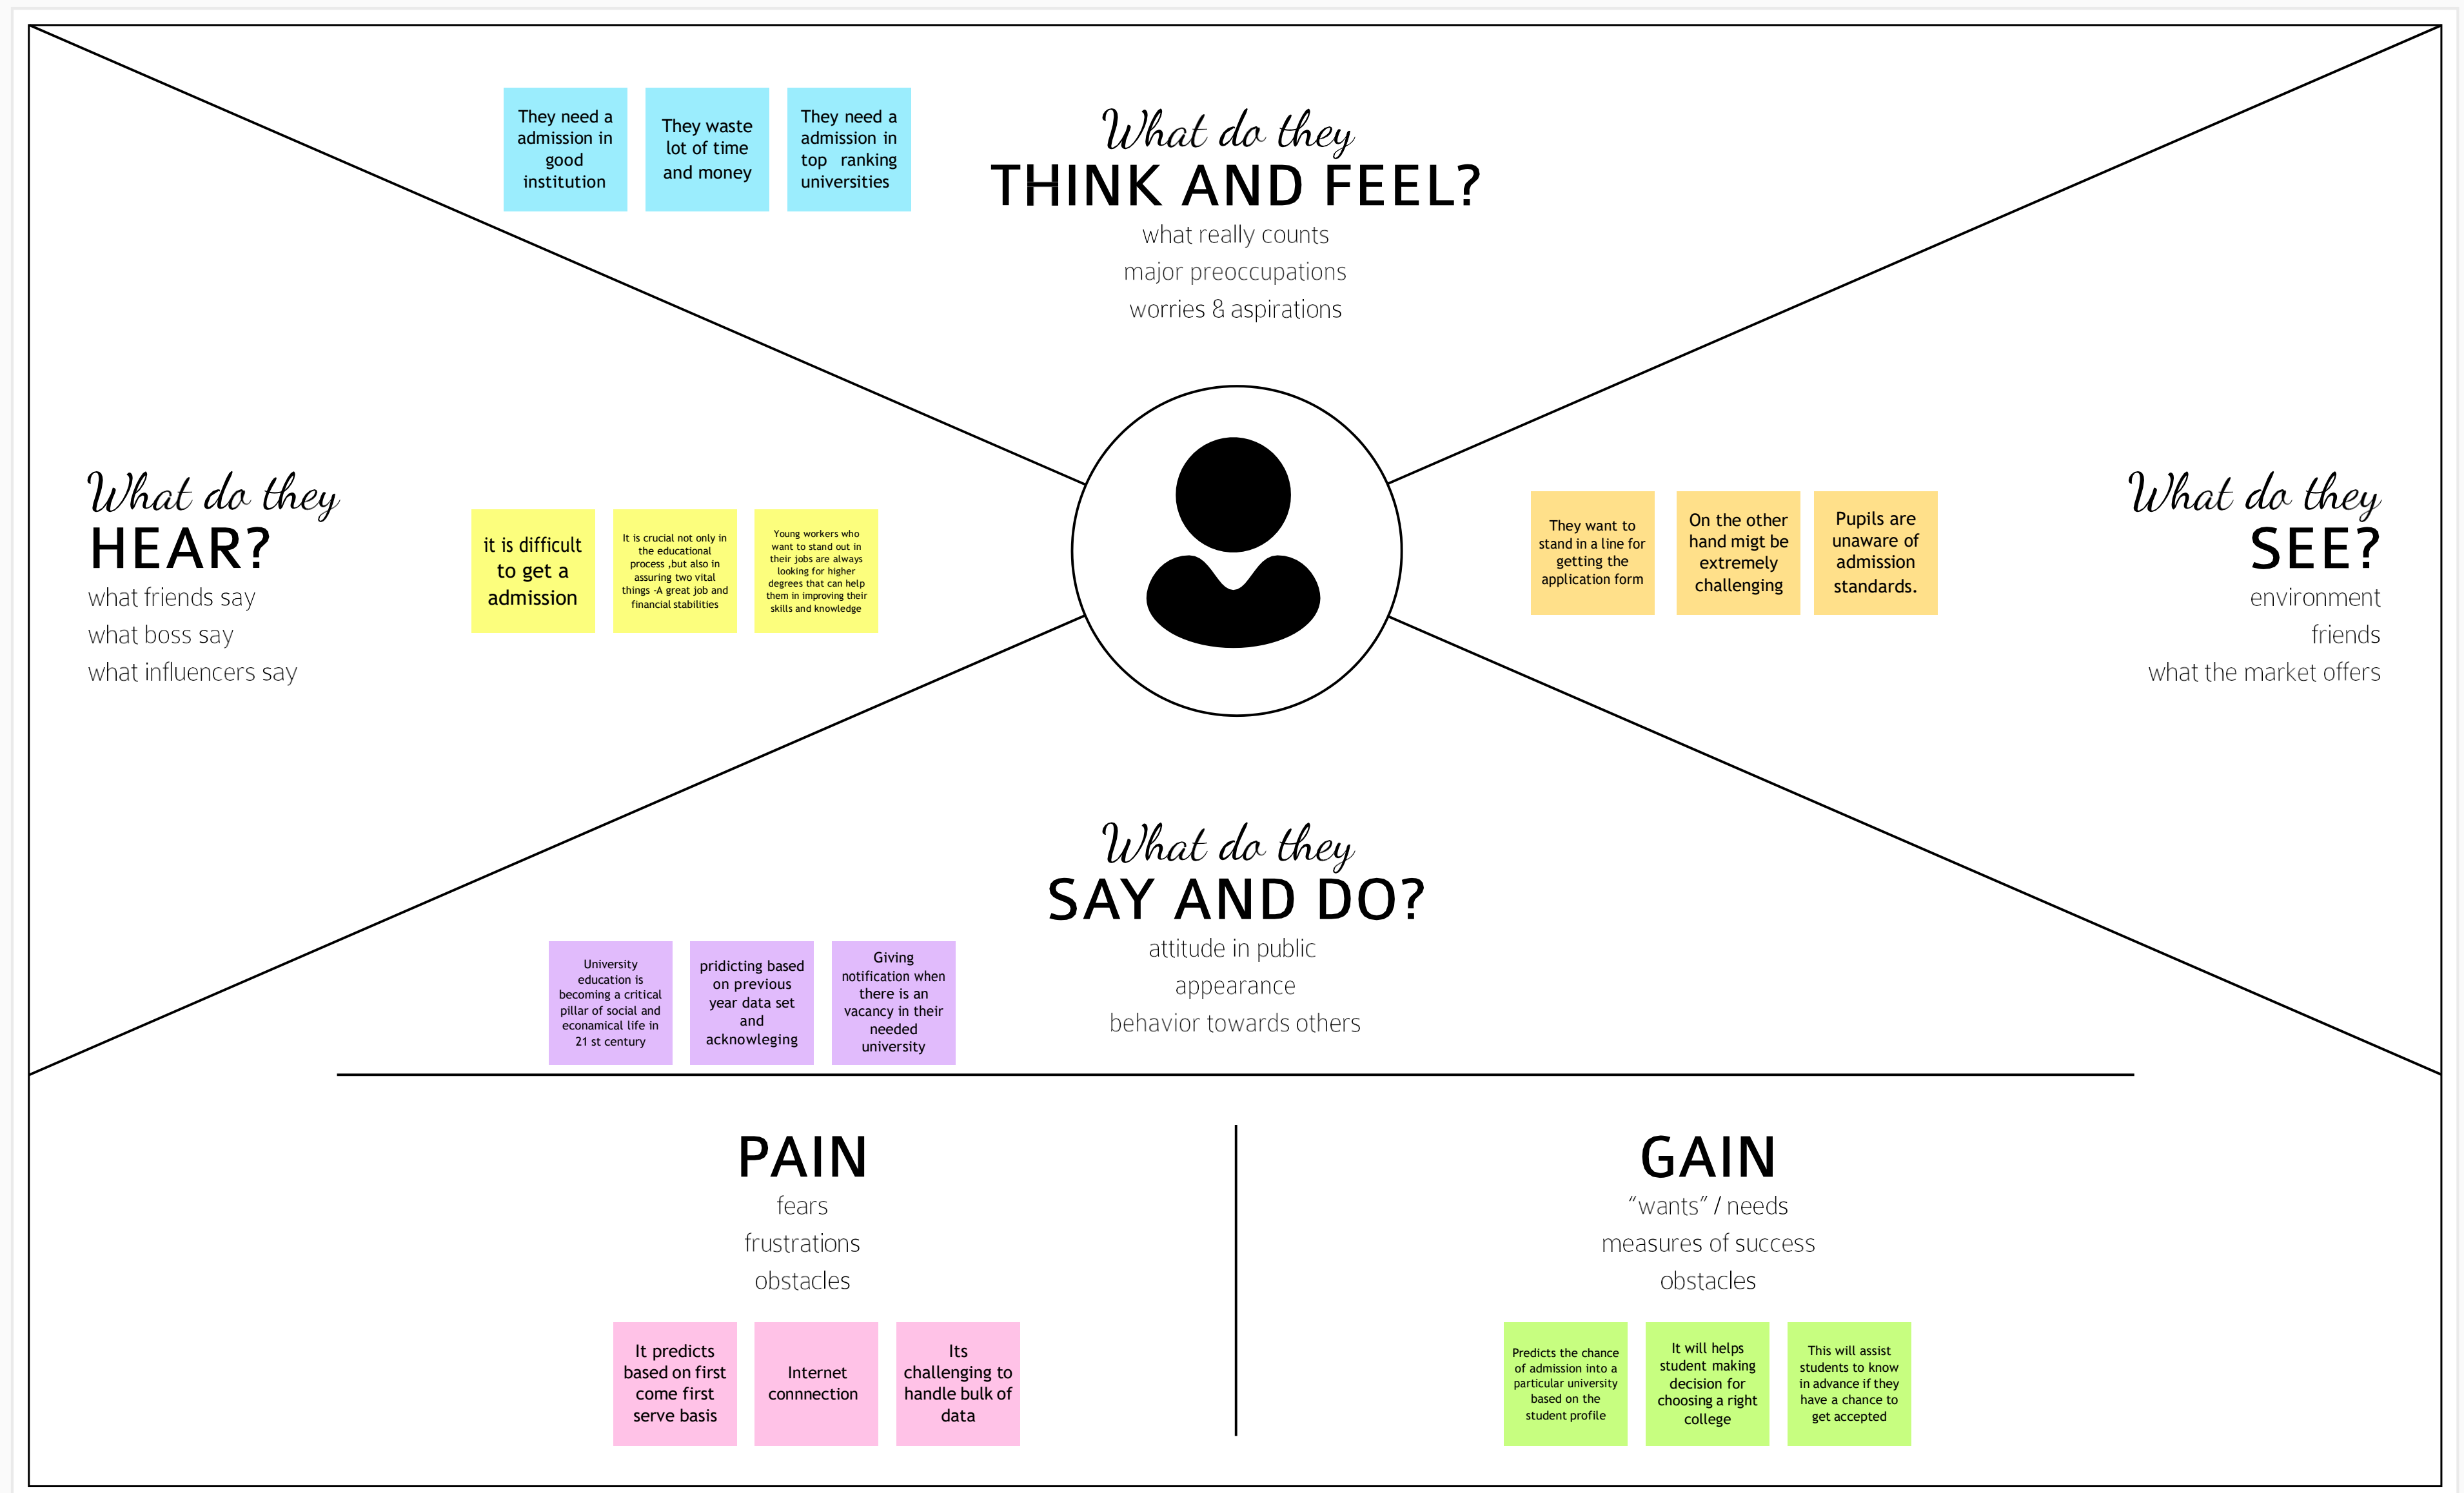 They need a
admission in
good
institution
They waste
lot of time
and money
They need a
admission in
top ranking
universities
What do they
THINK AND FEEL?
what really counts
major preoccupations
worries & aspirations
What do they
HEAR?
what friends say
what boss say
what influencers say
it is difficult
to get a
admission
It is crucial not only in
the educational
process ,but also in
assuring two vital
things -A great job and
financial stabilities
Young workers who
want to stand out in
their jobs are always
looking for higher
degrees that can help
them in improving their
skills and knowledge
They want to
stand in a line for
getting the
application form
On the other
hand migt be
extremely
challenging
Pupils are
unaware of
admission
standards.
What do they
SEE?
environment
friends
what the market offers
What do they
SAY AND DO?
attitude in public
appearance
behavior towards others
University
education is
becoming a critical
pillar of social and
econamical life in
21 st century
pridicting based
on previous
year data set
and
acknowleging
Giving
notification when
there is an
vacancy in their
needed
university
PAIN
fears
frustrations
obstacles
It predicts
based on first
come first
serve basis
Internet
connnection
Its
challenging to
handle bulk of
data
GAIN
“wants” / needs
measures of success
obstacles
Predicts the chance
of admission into a
particular university
based on the
student profile
It will helps
student making
decision for
choosing a right
college
This will assist
students to know
in advance if they
have a chance to
get accepted